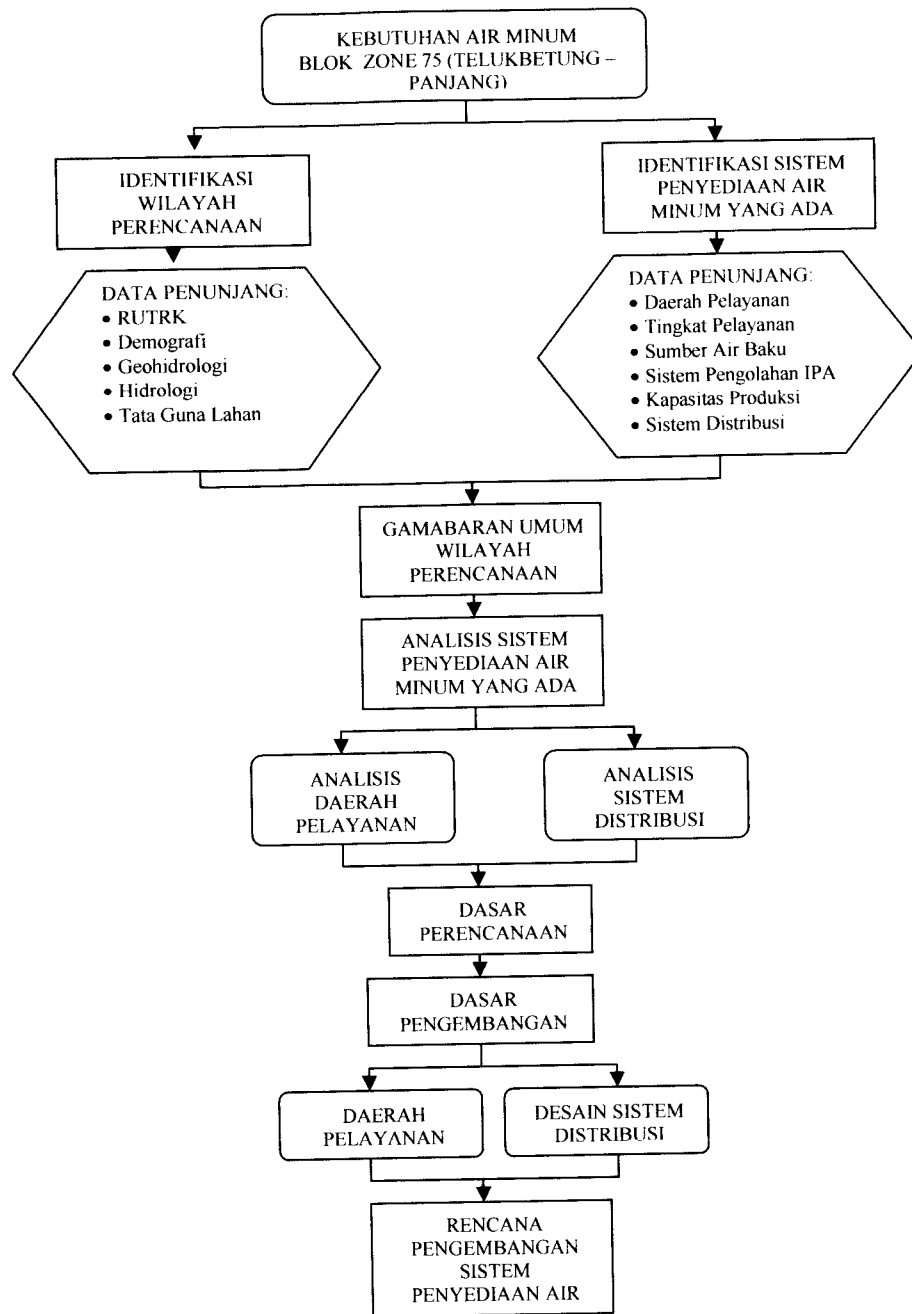 KEBUTUHAN AIR MINUM
BLOK ZONE 75 (TELUKBETUNG –
PANJANG)
IDENTIFIKASI
WILAYAH
PERENCANAAN
IDENTIFIKASI SISTEM
PENYEDIAAN AIR
MINUM YANG ADA
DATA PENUNJANG:
• RUTRK
• Demografi
• Geohidrologi
• Hidrologi
• Tata Guna Lahan
DATA PENUNJANG:
• Daerah Pelayanan
• Tingkat Pelayanan
• Sumber Air Baku
• Sistem Pengolahan IPA
• Kapasitas Produksi
• Sistem Distribusi
GAMABARAN UMUM
WILAYAH
PERENCANAAN
ANALISIS SISTEM
PENYEDIAAN AIR
MINUM YANG ADA
ANALISIS
DAERAH
PELAYANAN
ANALISIS
SISTEM
DISTRIBUSI
DASAR
PERENCANAAN
DASAR
PENGEMBANGAN
DAERAH
PELAYANAN
DESAIN SISTEM
DISTRIBUSI
RENCANA
PENGEMBANGAN
SISTEM
PENYEDIAAN AIR